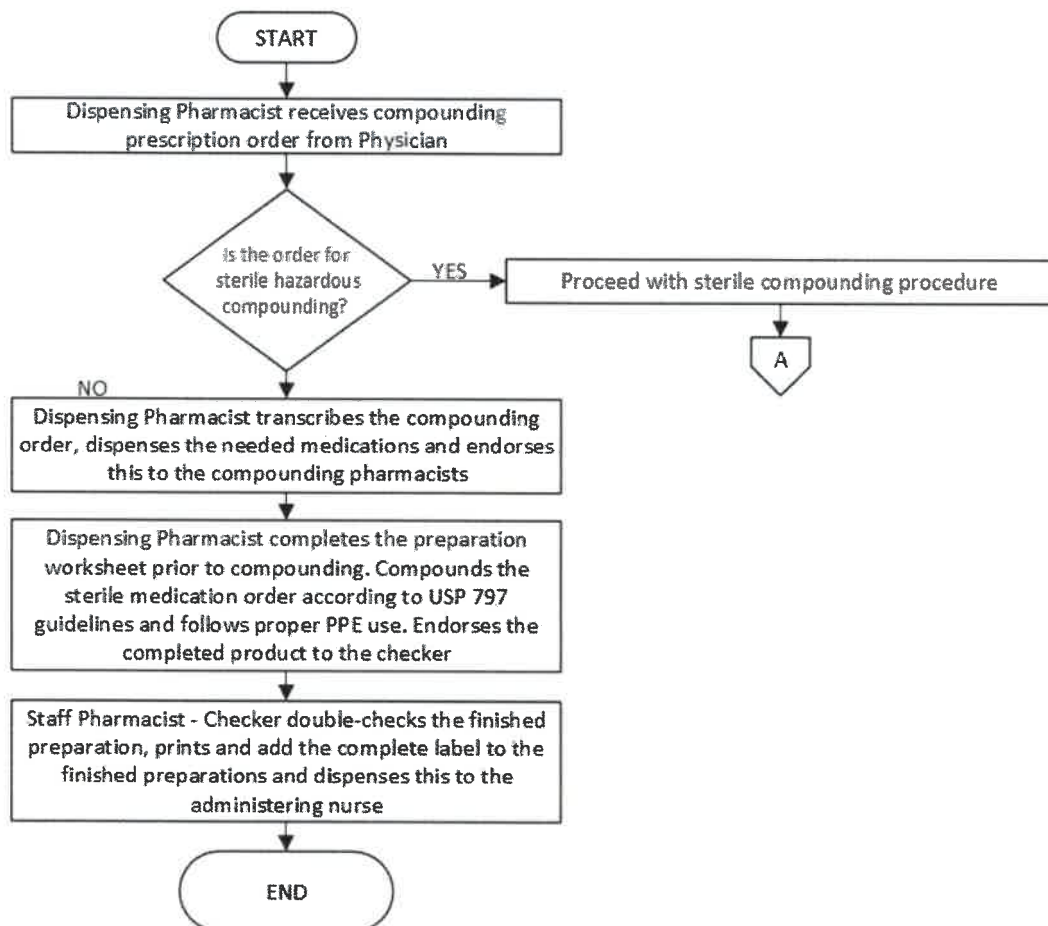 START
Dispensing Pharmacist receives compounding
prescription order from Physician
Is the order for
sterile hazardous
compounding?
YES
Proceed with sterile compounding procedure
A
NO
Dispensing Pharmacist transcribes the compounding
order, dispenses the needed medications and endorses
this to the compounding pharmacists
Dispensing Pharmacist completes the preparation
worksheet prior to compounding. Compounds the
sterile medication order according to USP 797
guidelines and follows proper PPE use. Endorses the
completed product to the checker
Staff Pharmacist - Checker double-checks the finished
preparation, prints and add the complete label to the
finished preparations and dispenses this to the
administering nurse
END